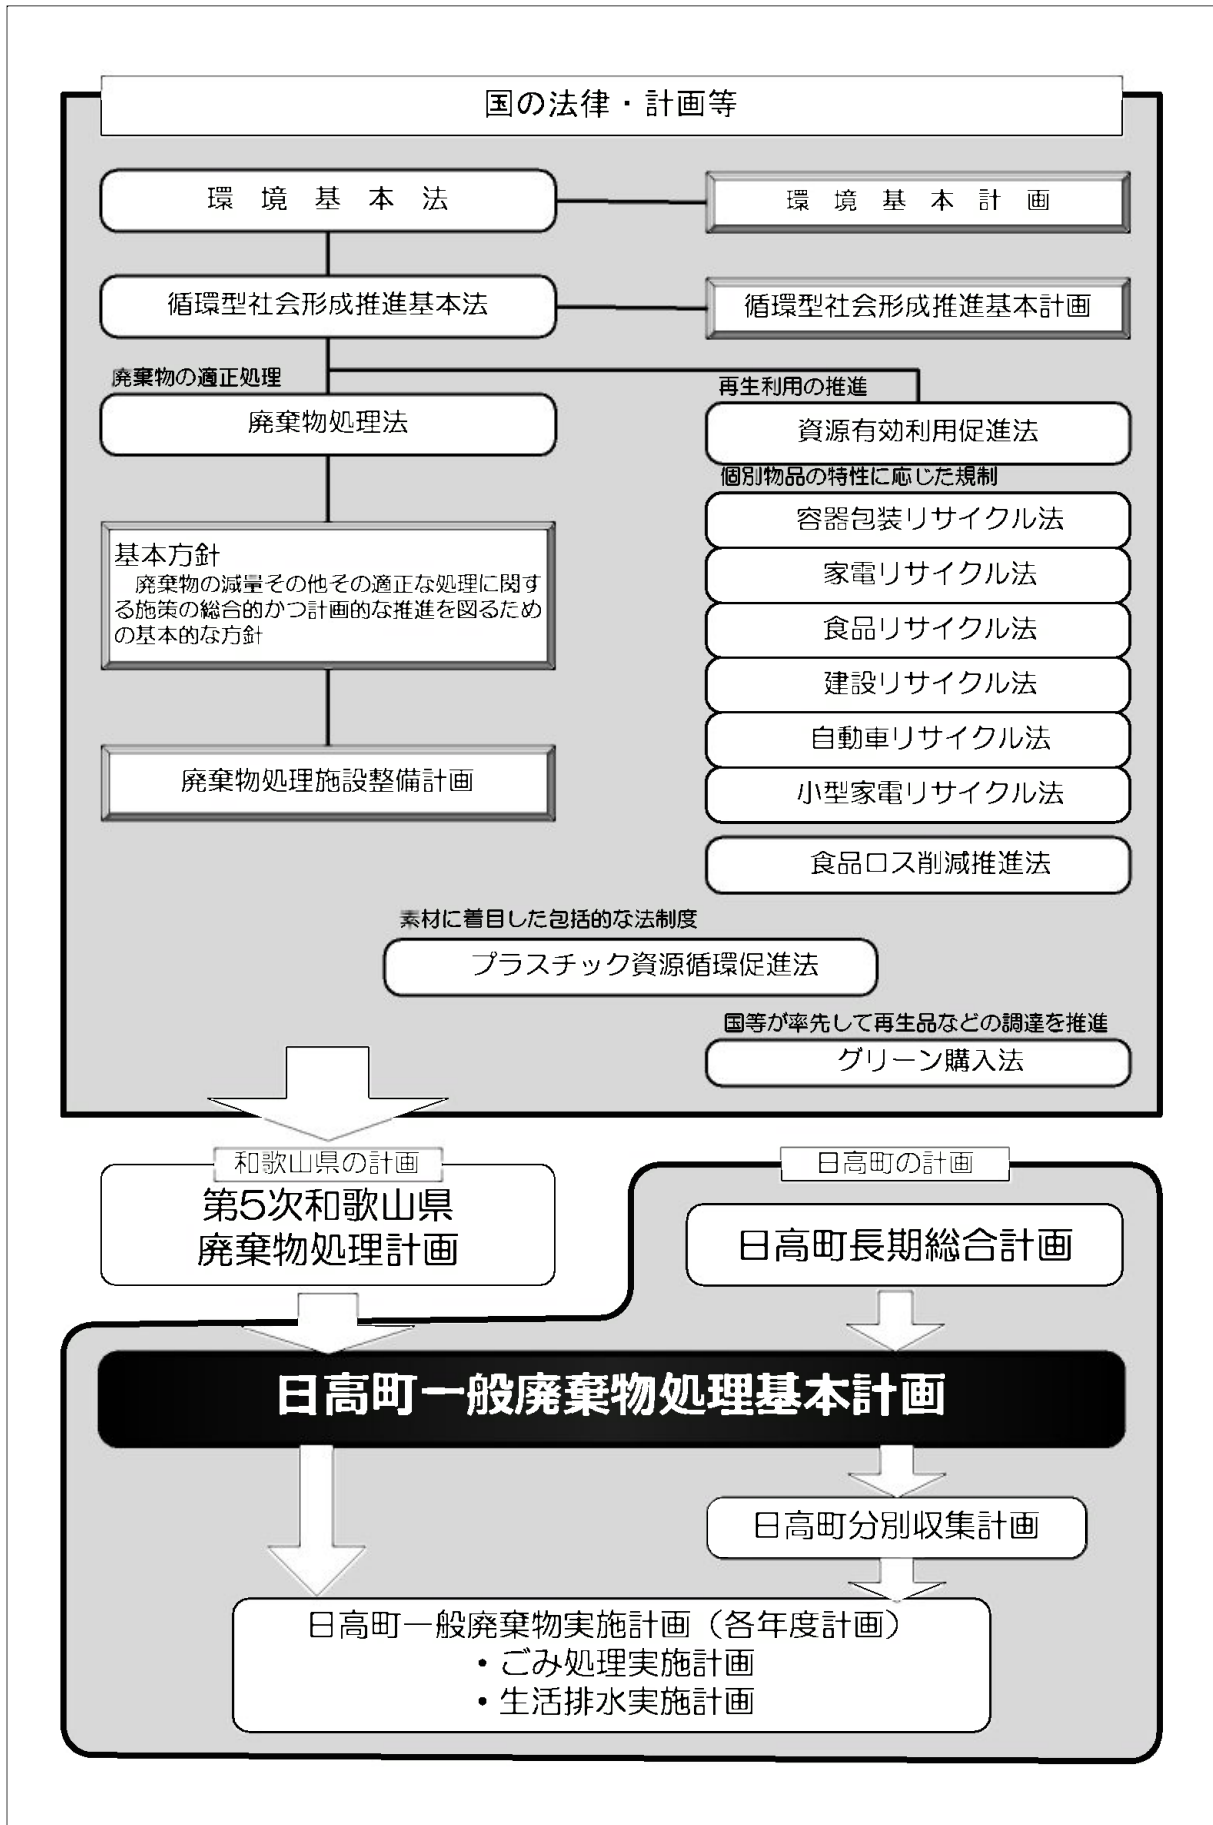 国の法律・計画等
環境基本法
環境基本計画
循環型社会形成推進基本法
循環型社会形成推進基本計画
廃棄物の適正処理
廃棄物処理法
再生利用の推進
資源有効利用促進法
個別物品の特性に応じた規制
容器包装リサイクル法
家電リサイクル法
食品リサイクル法
建設リサイクル法
自動車リサイクル法
小型家電リサイクル法
食品ロス削減推進法
基本方針
廃棄物の減量その他その適正な処理に関す
る施策の総合的かつ計画的な推進を図るため
の基本的な方針
廃棄物処理施設整備計画
素材に着目した包括的な法制度
プラスチック資源循環促進法
国等が率先して再生品などの調達を推進
グリーン購入法
和歌山県の計画
第5次和歌山県
廃棄物処理計画
日高町の計画
日高町長期総合計画
日高町一般廃棄物処理基本計画
日高町分別収集計画
日高町一般廃棄物実施計画（各年度計画）
・ごみ処理実施計画
・生活排水実施計画